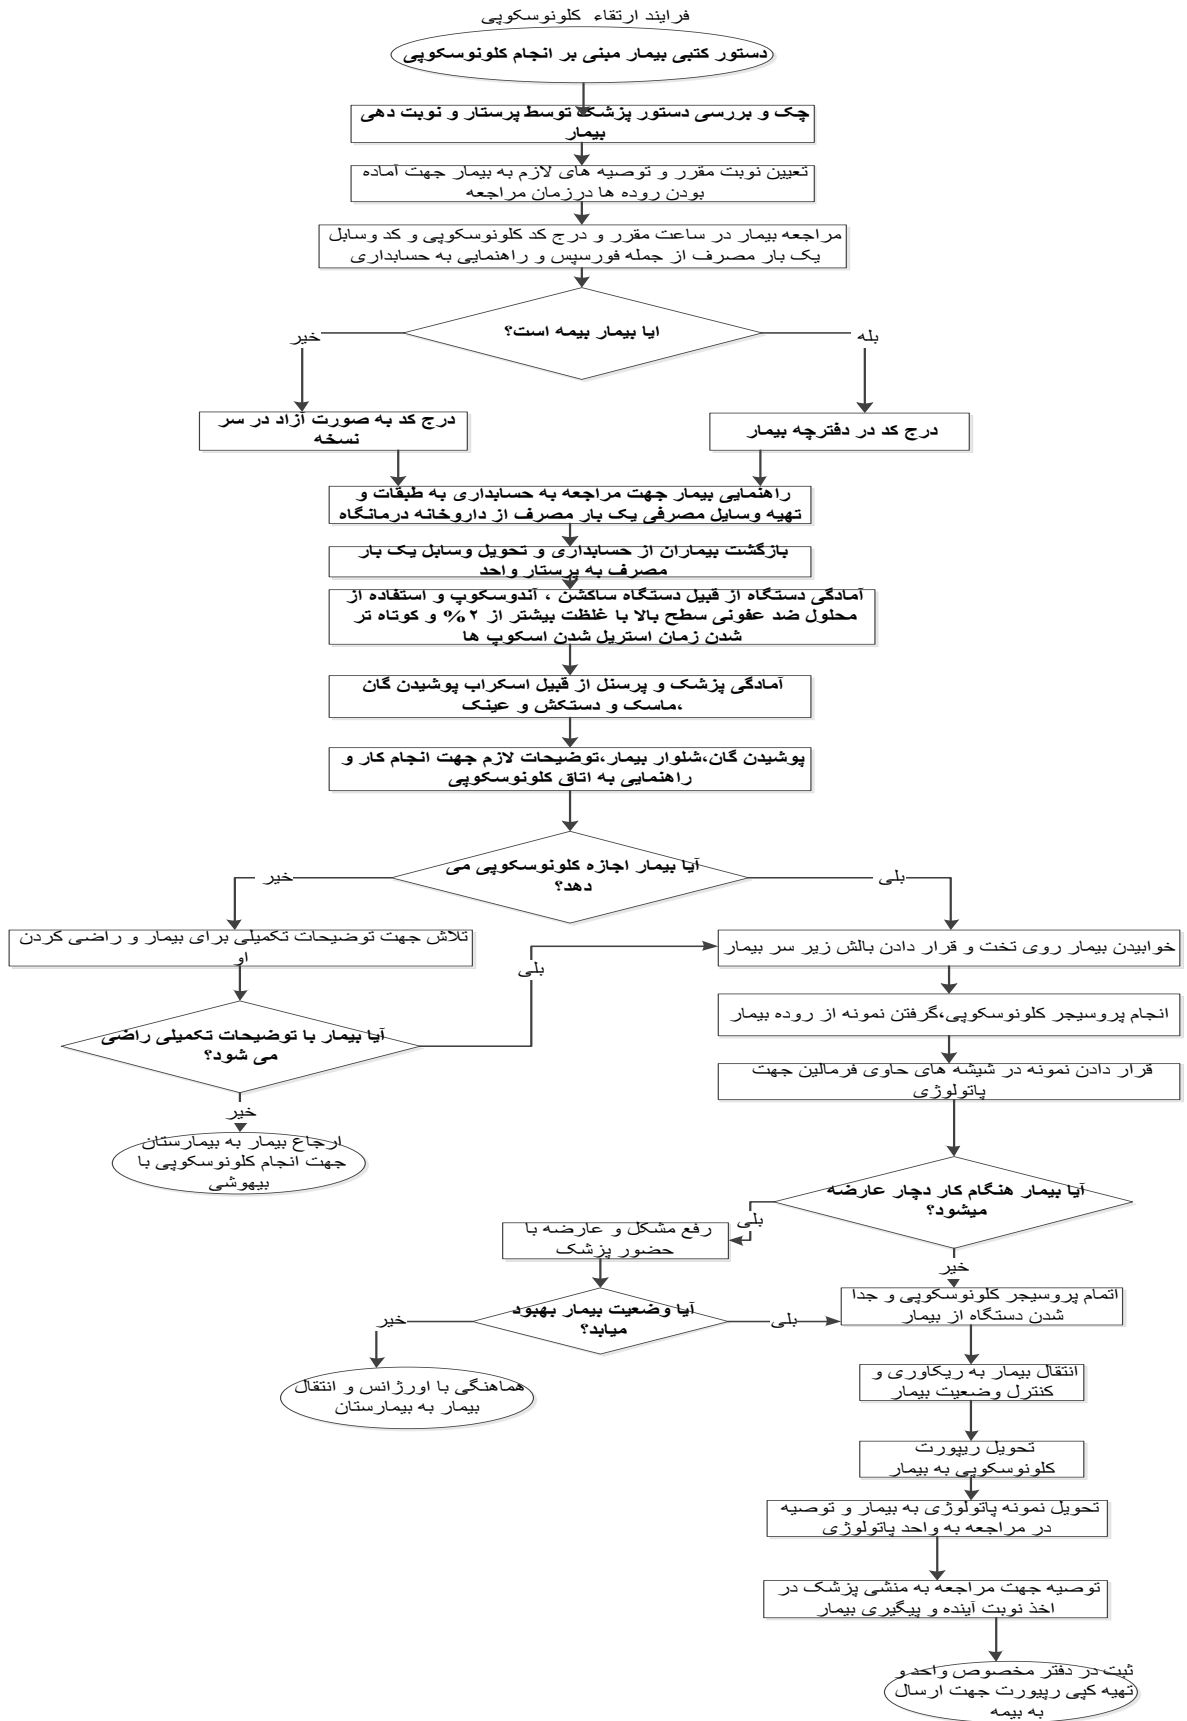 فرایند ارتقاء کلونوسکوپی
دستور کتبی بیمار مبنی بر انجام کلونوسکوپی
چک و بررسی دستور پزشک توسط پرستار و نوبت دهی
بیمار
تعیین نوبت مقرر و توصیه های لازم به بیمار جهت آماده
بودن روده ها درزمان مراجعه
مراجعه بیمار در ساعت مقرر و درج کد کلونوسکوپی و کد وسابل
یک بار مصرف از جمله فورسپس و راهنمایی به حسابداری
ایا بیمار بیمه است؟
بله
خیر
درج کد در دفترچه بیمار
درج کد به صورت آزاد در سر
نسخه
راهنمایی بیمار جهت مراجعه به حسابداری به طبقات و
تهیه وسایل مصرفی یک بار مصرف از داروخانه درمانگاه
بازگشت بیماران از حسابداری و تحویل وسابل یک بار
مصرف به پرستار واحد
آمادگی دستگاه از قبیل دستگاه ساکشن ، آندوسکوپ و استفاده از
محلول ضد عفونی سطح بالا با غلظت بیشتر از ۲% و کوتاه تر
شدن زمان استریل شدن اسکوپ ها
آمادگی پزشک و پرسنل از قبیل اسکراب پوشیدن گان
،ماسک و دستکش و عینک
پوشیدن گان،شلوار بیمار،توضیحات لازم جهت انجام کار و
راهنمایی به اتاق کلونوسکوپی
آیا بیمار اجازه کلونوسکوپی می
دهد؟
بلی
خیر
تلاش جهت توضیحات تکمیلی برای بیمار و راضی کردن
او
خوابیدن بیمار روی تخت و قرار دادن بالش زیر سر بیمار
بلی
آیا بیمار با توضیحات تکمیلی راضی
می شود؟
خیر
ارجاع بیمار به بیمارستان
جهت انجام کلونوسکوپی با
بیهوشی
انجام پروسیجر کلونوسکوپی،گرفتن نمونه از روده بیمار
قرار دادن نمونه در شیشه های حاوی فرمالین جهت
پاتولوژی
آیا بیمار هنگام کار دچار عارضه
میشود؟
بلی
خیر
رفع مشکل و عارضه با
حضور پزشک
آیا وضعیت بیمار بهبود
میابد؟
بلی
خیر
هماهنگی با اورژانس و انتقال
بیمار به بیمارستان
اتمام پروسیجر کلونوسکوپی و جدا
شدن دستگاه از بیمار
انتقال بیمار به ریکاوری و
کنترل وضعیت بیمار
تحویل ریپورت
کلونوسکوپی به بیمار
تحویل نمونه پاتولوژی به بیمار و توصیه
در مراجعه به واحد پاتولوژی
توصیه جهت مراجعه به منشی پزشک در
اخذ نوبت آینده و پیگیری بیمار
ثبت در دفتر مخصوص واحد و
تهیه کپی رپیورت جهت ارسال
به بیمه